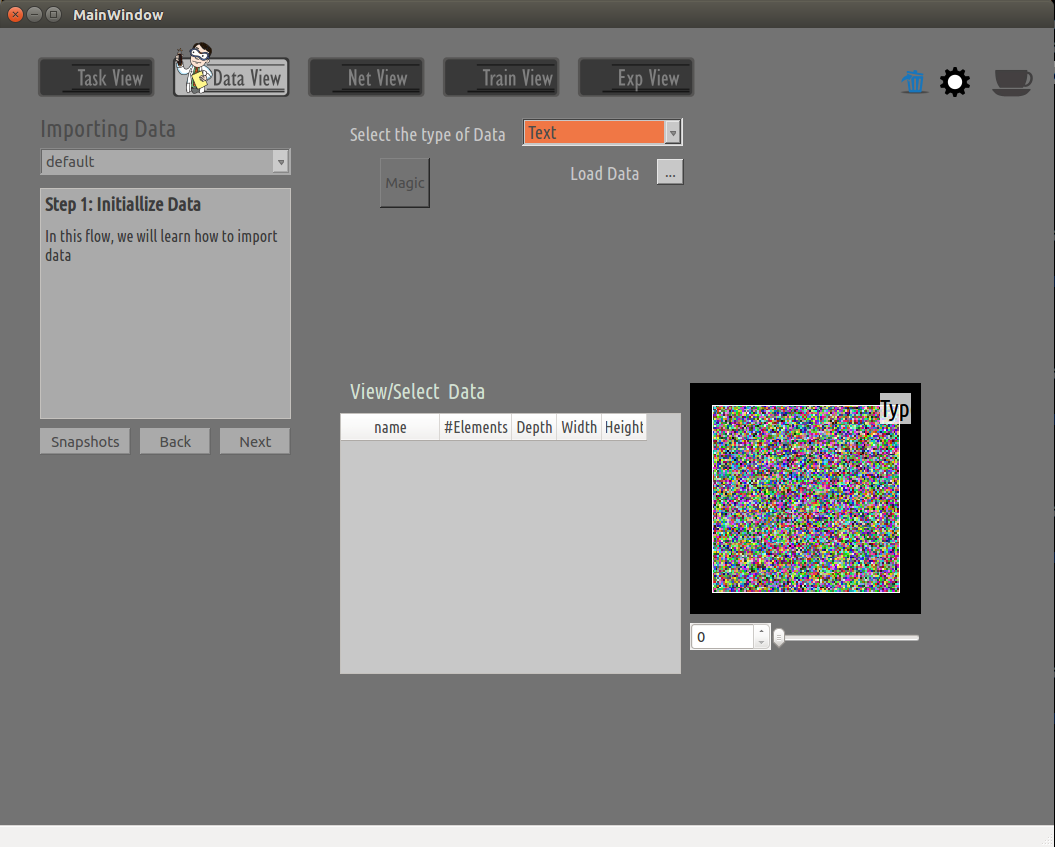 MainWindow
Task View
Data View
Net View
Train View
Exp View
Importing Data
default
Step 1: Initiallize Data
In this flow, we will learn how to import
data
Snapshots
Back
Next
Select the type of Data
Text
Load Data
...
Magic
View/Select Data
name
#Elements
Depth
Width
Height
Typ
0